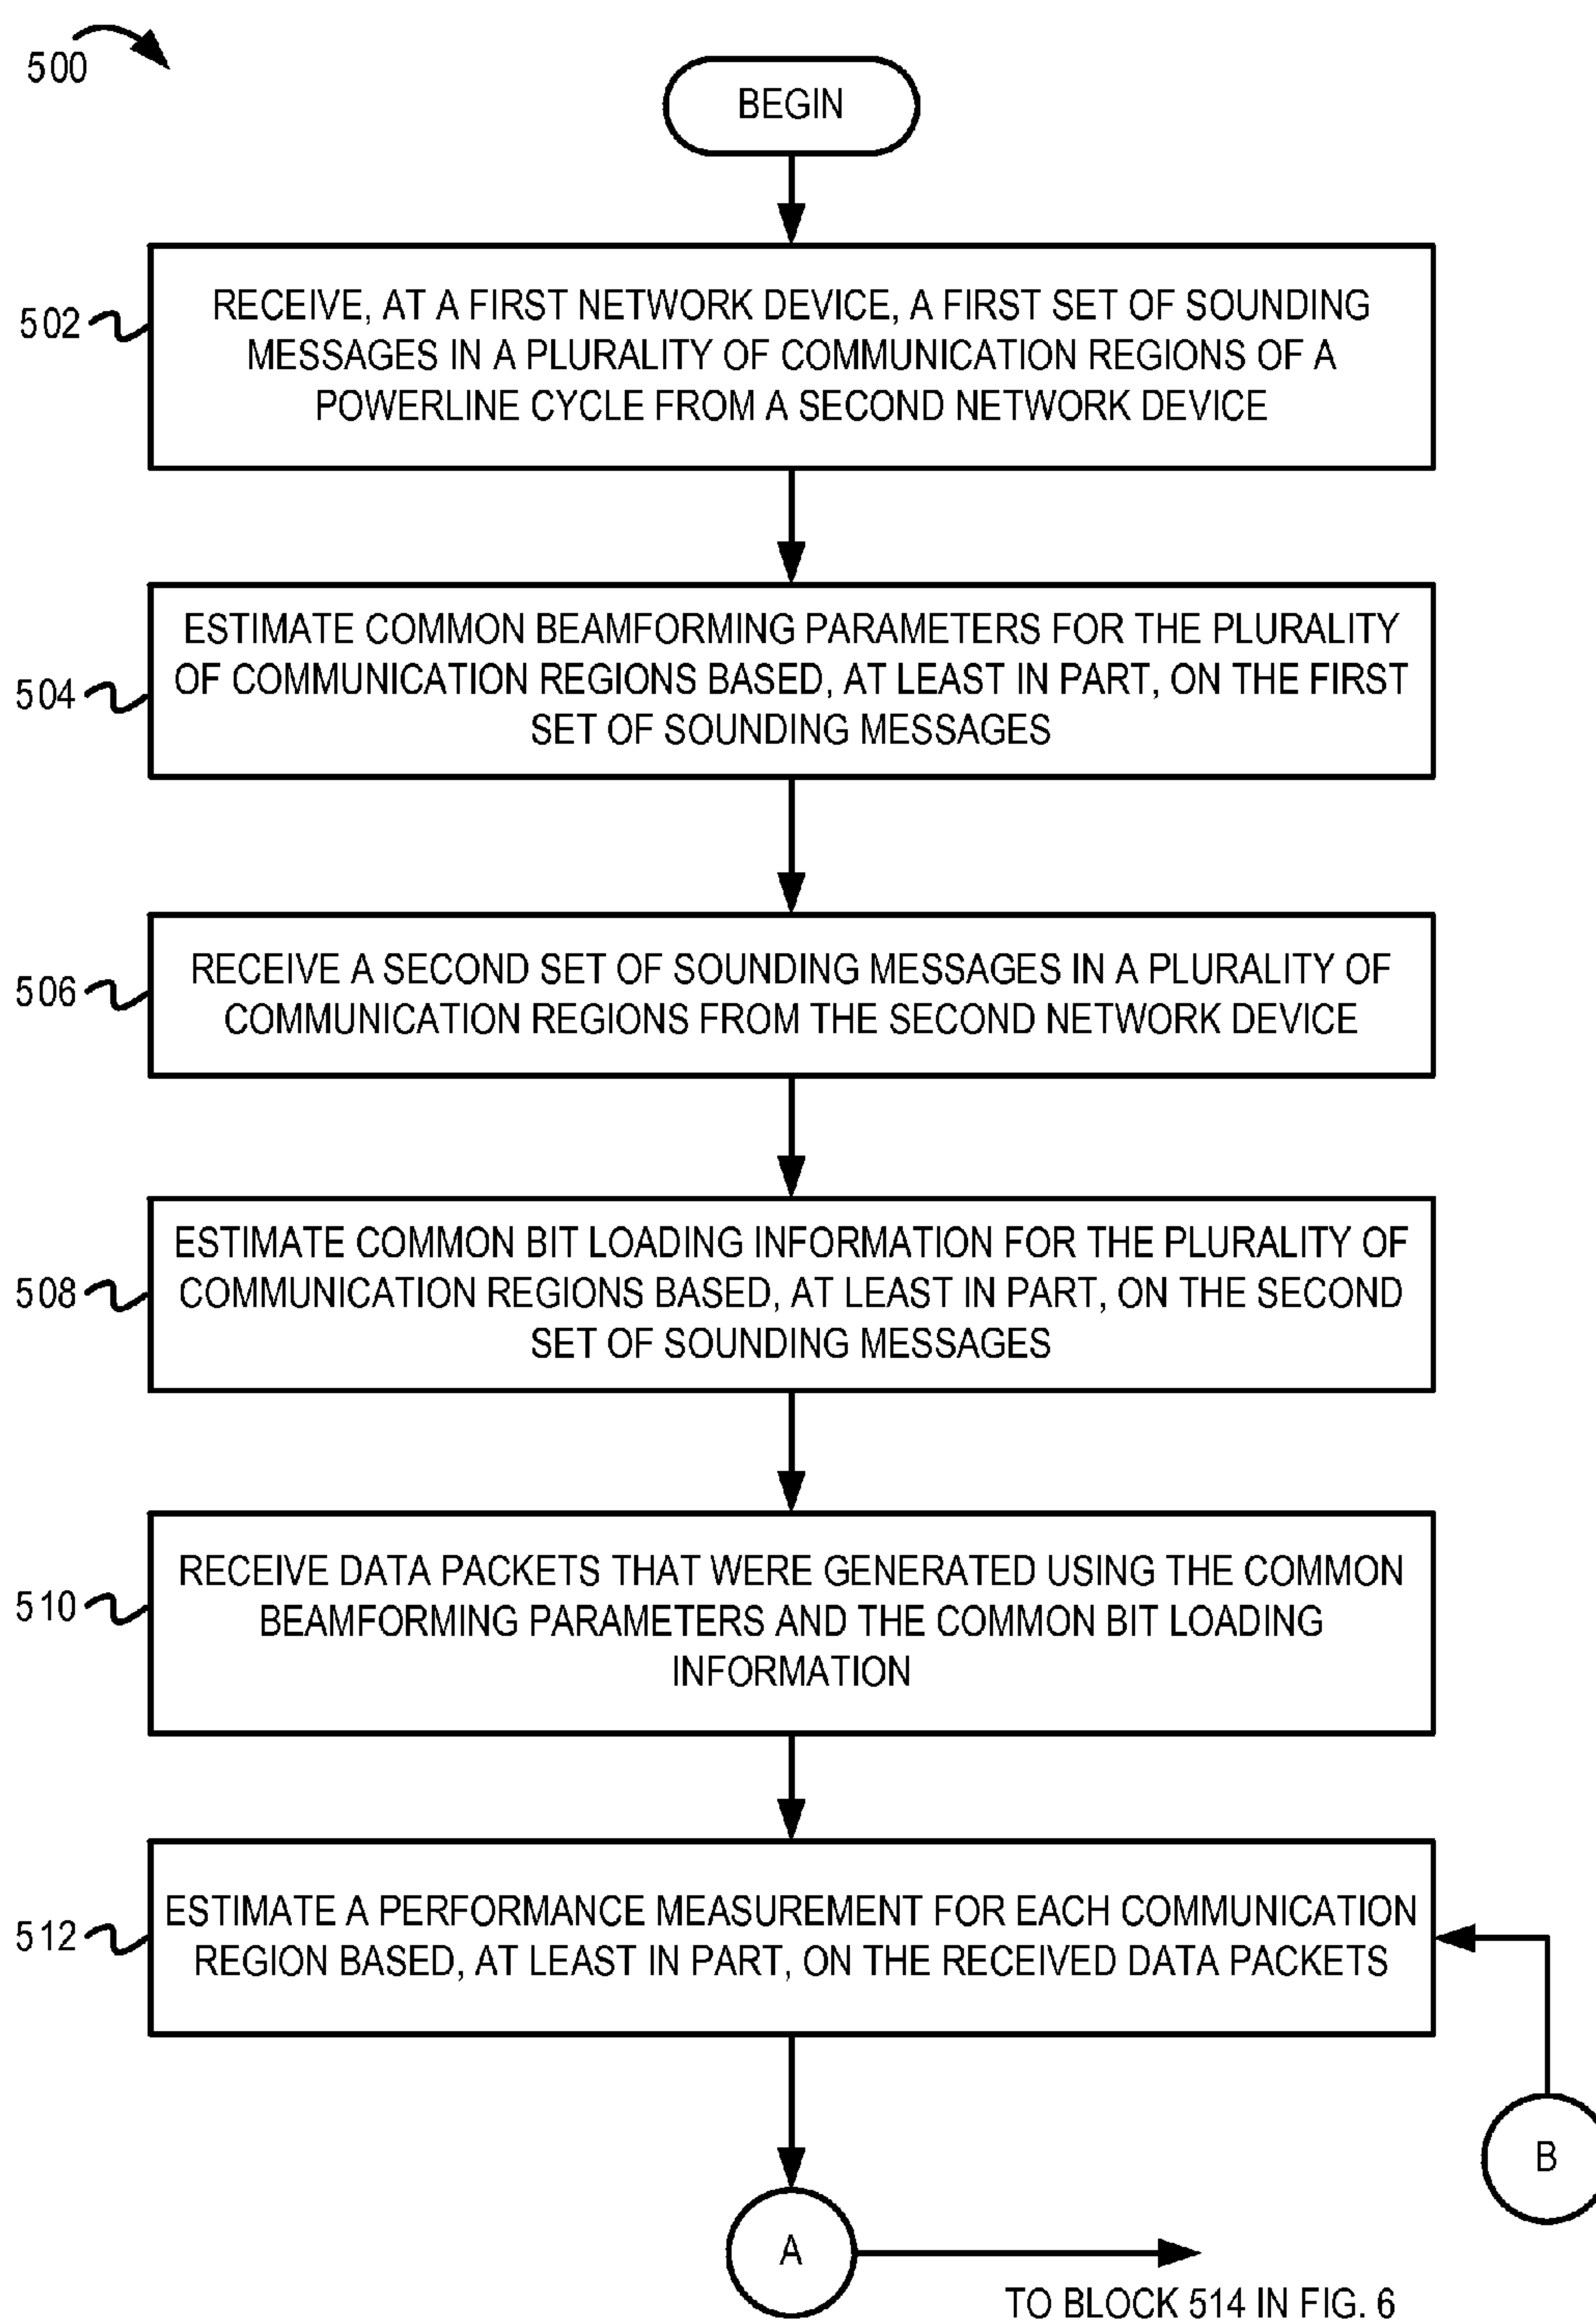 500
BEGIN
502
RECEIVE, AT A FIRST NETWORK DEVICE, A FIRST SET OF SOUNDING
MESSAGES IN A PLURALITY OF COMMUNICATION REGIONS OF A
POWERLINE CYCLE FROM A SECOND NETWORK DEVICE
504
ESTIMATE COMMON BEAMFORMING PARAMETERS FOR THE PLURALITY
OF COMMUNICATION REGIONS BASED, AT LEAST IN PART, ON THE FIRST
SET OF SOUNDING MESSAGES
506
RECEIVE A SECOND SET OF SOUNDING MESSAGES IN A PLURALITY OF
COMMUNICATION REGIONS FROM THE SECOND NETWORK DEVICE
508
ESTIMATE COMMON BIT LOADING INFORMATION FOR THE PLURALITY OF
COMMUNICATION REGIONS BASED, AT LEAST IN PART, ON THE SECOND
SET OF SOUNDING MESSAGES
510
RECEIVE DATA PACKETS THAT WERE GENERATED USING THE COMMON
BEAMFORMING PARAMETERS AND THE COMMON BIT LOADING
INFORMATION
512
ESTIMATE A PERFORMANCE MEASUREMENT FOR EACH COMMUNICATION
REGION BASED, AT LEAST IN PART, ON THE RECEIVED DATA PACKETS
B
A
TO BLOCK 514 IN FIG. 6